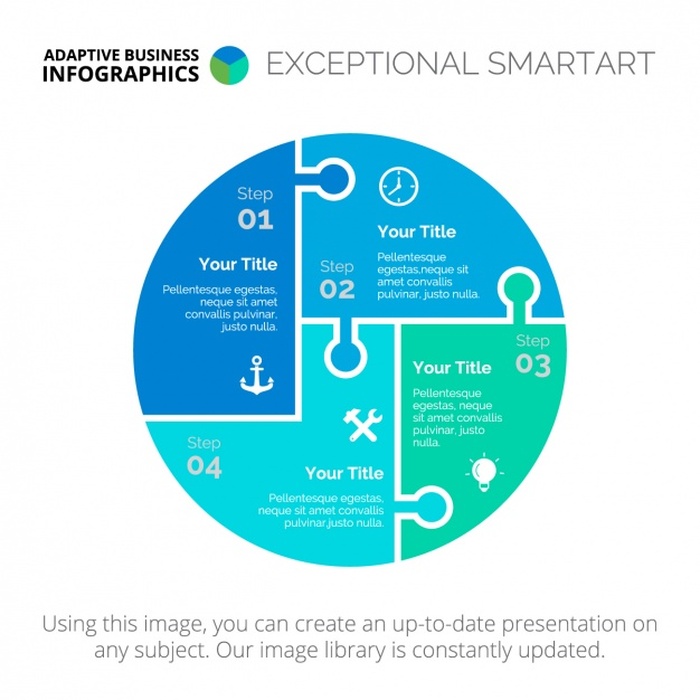 ADAPTIVE BUSINESS
INFOGRAPHICS
EXCEPTIONAL SMARTART
Step
01
Your Title
Pellentesque egestas,
neque sit amet
convallis pulvinar,
justo nulla.
Step
02
Your Title
Pellentesque
egestas,neque sit
amet convallis
pulvinar, justo nulla.
Step
03
Your Title
Pellentesque
egestas, neque
sit amet convallis
pulvinar, justo
nulla.
Step
04
Your Title
Pellentesque egestas,
neque sit amet convallis
pulvinar,justo nulla.
Using this image, you can create an up-to-date presentation on
any subject. Our image library is constantly updated.